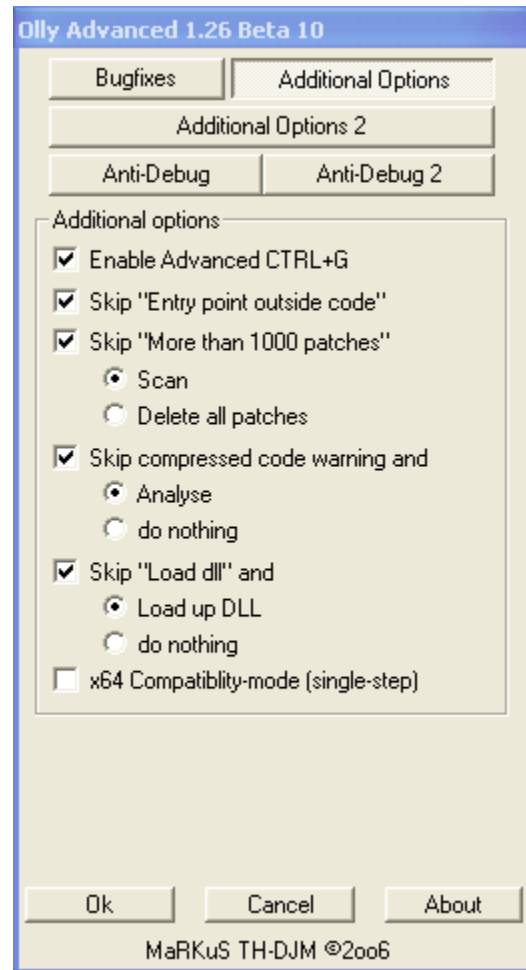 Olly Advanced 1.26 Beta 10
Bugfixes Additional Options
Additional Options 2
Anti-Debug Anti-Debug 2
Additional options
Enable Advanced CTRL+G
Skip "Entry point outside code"
Skip "More than 1000 patches"
Scan
Delete all patches
Skip compressed code warning and
Analyse
do nothing
Skip "Load dll" and
Load up DLL
do nothing
x64 Compatiblity-mode (single-step)
Ok Cancel About
MaRKuS TH-DJM ©2oo6